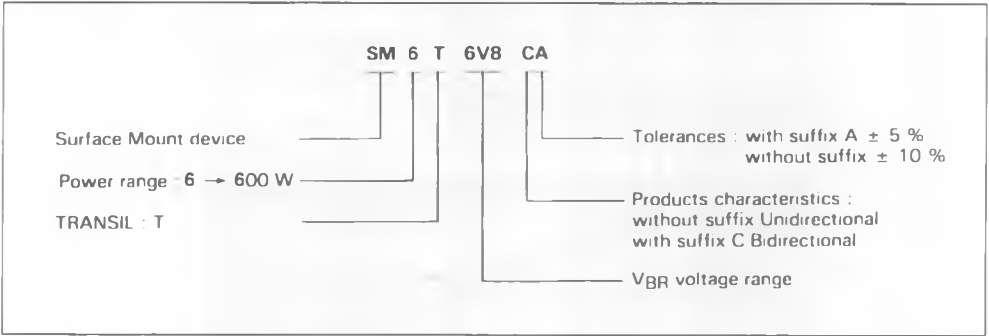 SM 6 T 6V8 CA
Surface Mount device
Power range 6 → 600 W
TRANSIL : T
Tolerances : with suffix A ± 5 %
without suffix ± 10 %
Products characteristics :
without suffix Unidirectional
with suffix C Bidirectional
VBR voltage range